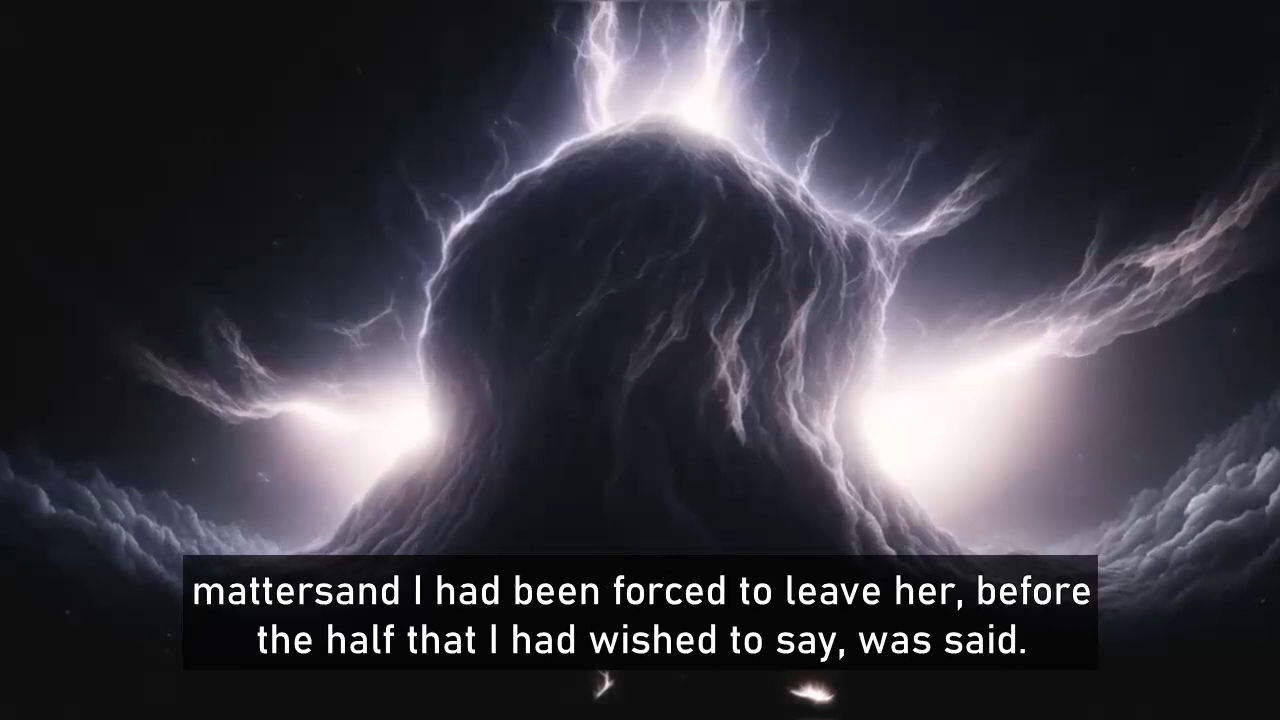 mattersand I had been forced to leave her, before
the half that I had wished to say, was said.